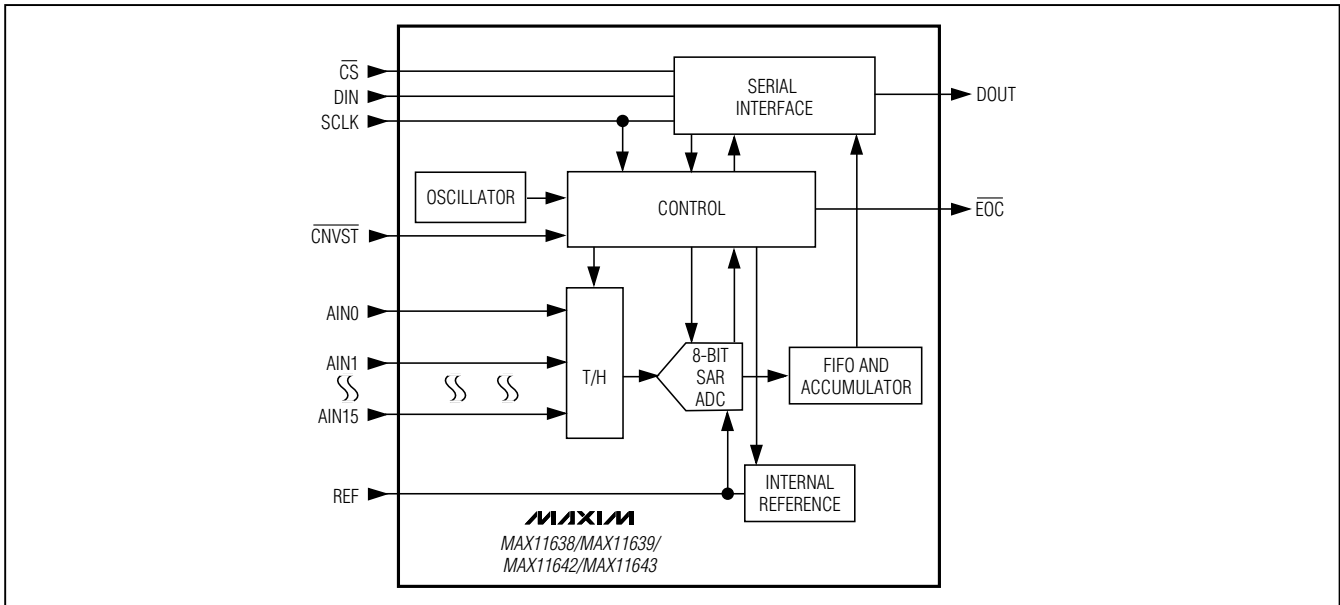 CS
DIN
SCLK
SERIAL
INTERFACE
DOUT
OSCILLATOR
CONTROL
EOC
CNVST
AIN0
AIN1
AIN15
T/H
8-BIT
SAR
ADC
FIFO AND
ACCUMULATOR
REF
INTERNAL
REFERENCE
MAXIM
MAX11638/MAX11639/
MAX11642/MAX11643